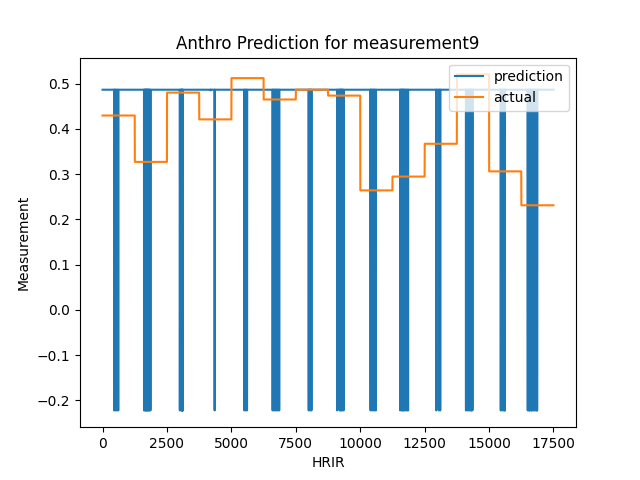 Anthro Prediction for measurement9
prediction
actual
Measurement
0.5
0.4
0.3
0.2
0.1
0.0
−0.1
−0.2
0 2500 5000 7500 10000 12500 15000 17500
HRIR